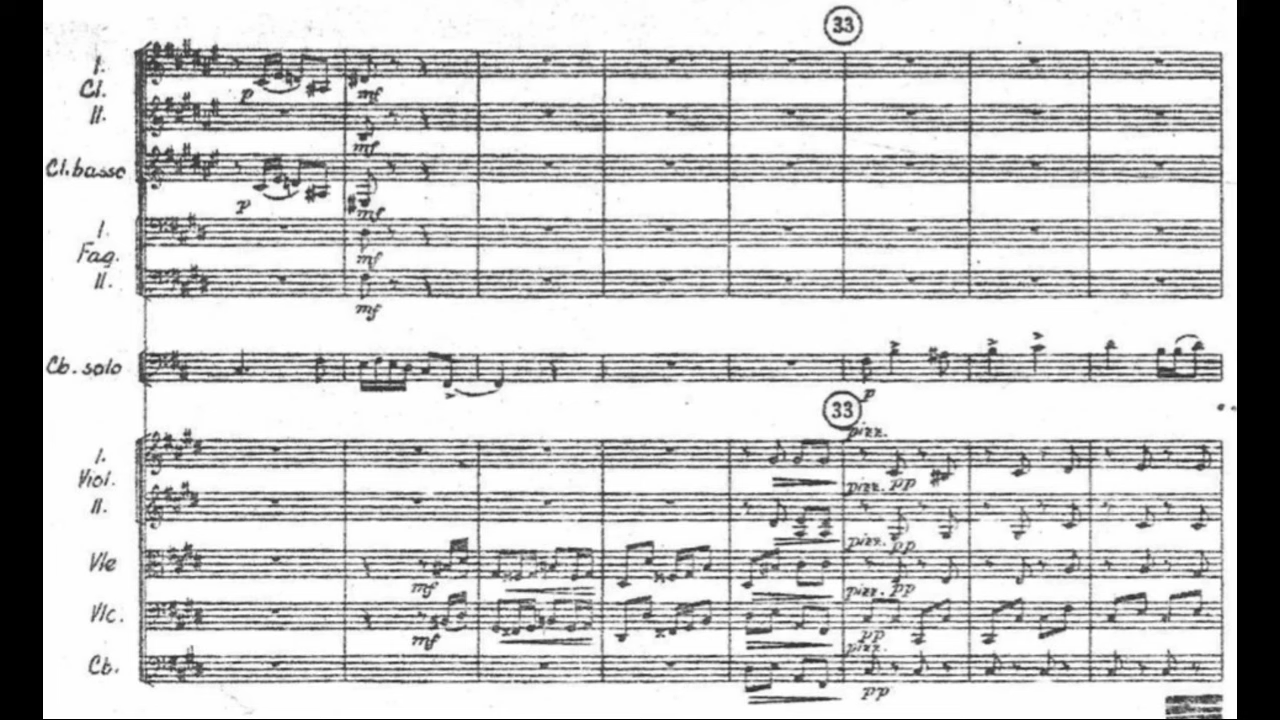 33
I.
Cl.
II.
p
mf
mf
Cl. basso
p
mf
I.
Fag.
mf
II.
mf
Cb. solo
p
33
pizz.
I.
Viol.
pizz. pp
II.
pizz. pp
Vle
mf
pizz. pp
Vlc.
mf
pp
pizz.
Cb.
pp